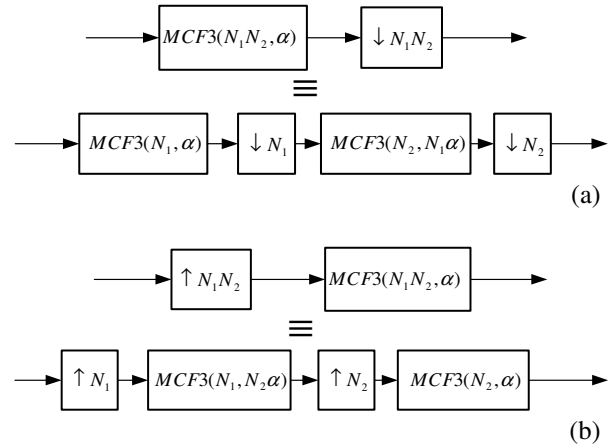 MCF3(N₁N₂,α) ↓ N₁N₂
≡
MCF3(N₁,α) ↓ N₁ MCF3(N₂,N₁α) ↓ N₂
(a)
↑ N₁N₂ MCF3(N₁N₂,α)
≡
↑ N₁ MCF3(N₁,N₂α) ↑ N₂ MCF3(N₂,α)
(b)